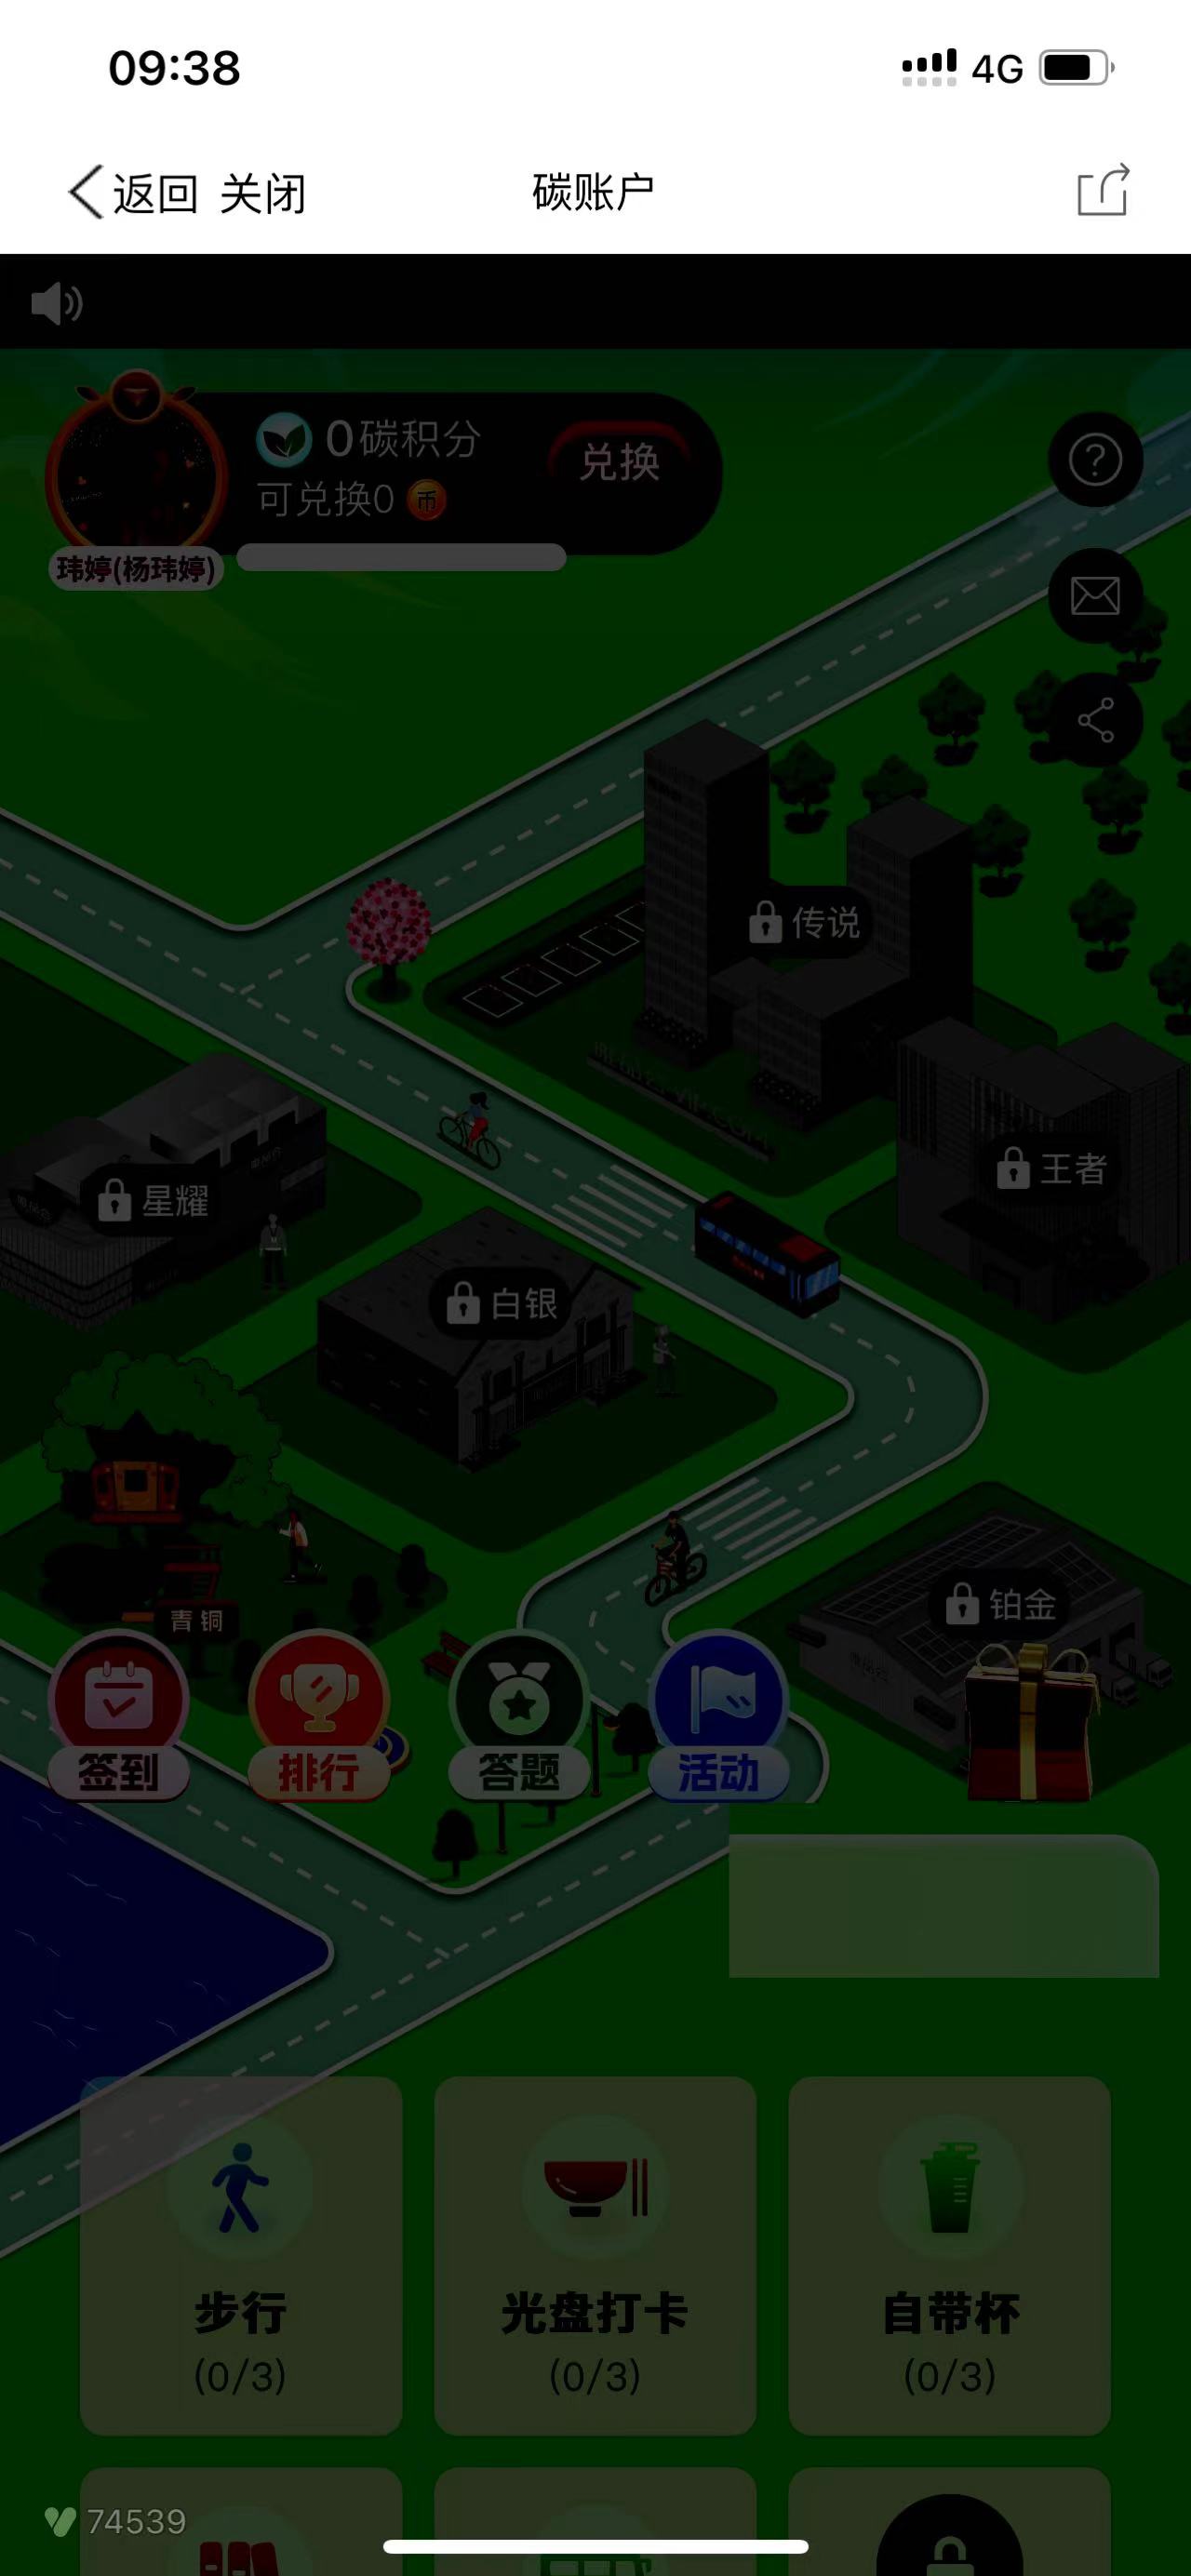 09:38
4G
返回 关闭
碳账户
0碳积分
兑换
可兑换0 币
玮婷(杨玮婷)
传说
王者
星耀
白银
铂金
青铜
签到
排行
答题
活动
步行
光盘打卡
自带杯
(0/3)
(0/3)
(0/3)
74539